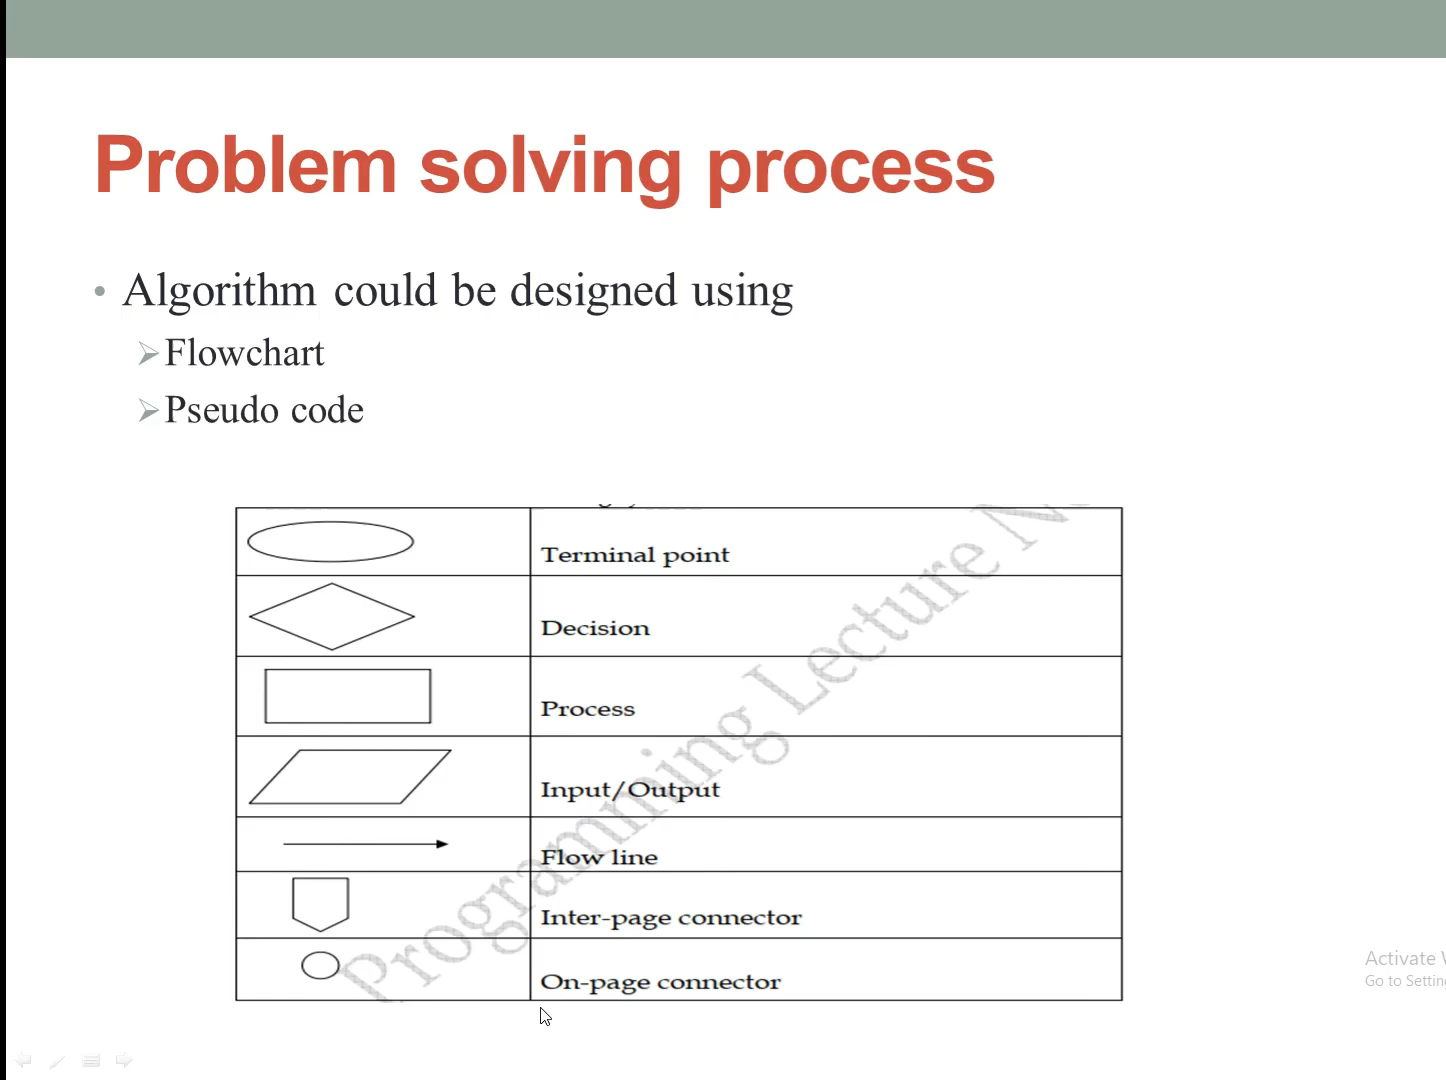 Problem solving process
• Algorithm could be designed using
➢Flowchart
➢Pseudo code
Terminal point
Decision
Process
Input/Output
Flow line
Inter-page connector
On-page connector
Programming Lecture
Activate
Go to